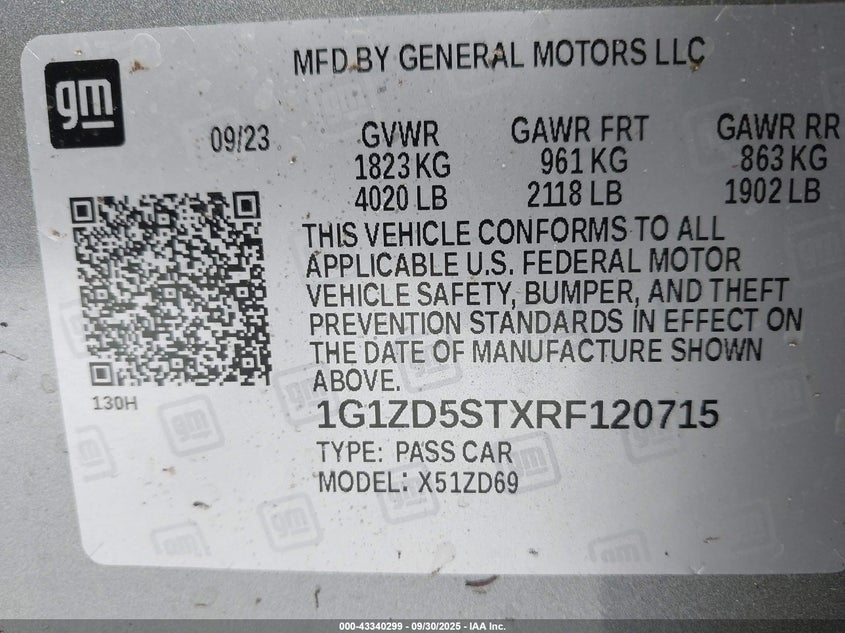 MFD BY GENERAL MOTORS LLC
gm
09/23
GVWR GAWR FRT GAWR RR
1823 KG 961 KG 863 KG
4020 LB 2118 LB 1902 LB
THIS VEHICLE CONFORMS TO ALL
APPLICABLE U.S. FEDERAL MOTOR
VEHICLE SAFETY, BUMPER, AND THEFT
PREVENTION STANDARDS IN EFFECT ON
THE DATE OF MANUFACTURE SHOWN
ABOVE.
130H
1G1ZD5STXRF120715
TYPE: PASS CAR
MODEL: X51ZD69
000-43340299 - 09/30/2025 - IAA Inc.